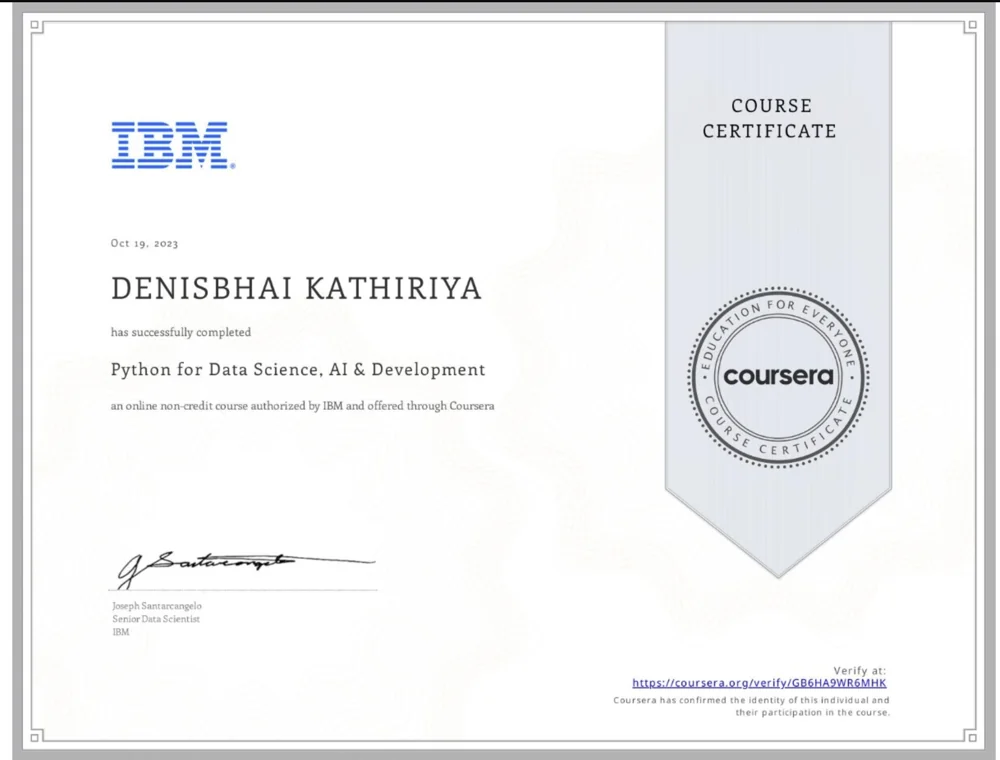 COURSE
CERTIFICATE
IBM
Oct 19, 2023
DENISBHAI KATHIRIYA
has successfully completed
Python for Data Science, AI & Development
an online non-credit course authorized by IBM and offered through Coursera
EDUCATION FOR EVERYONE
coursera
COURSE CERTIFICATE
J Santarcangelo
Joseph Santarcangelo
Senior Data Scientist
IBM
Verify at:
https://coursera.org/verify/GB6HA9WR6MHK
Coursera has confirmed the identity of this individual and
their participation in the course.